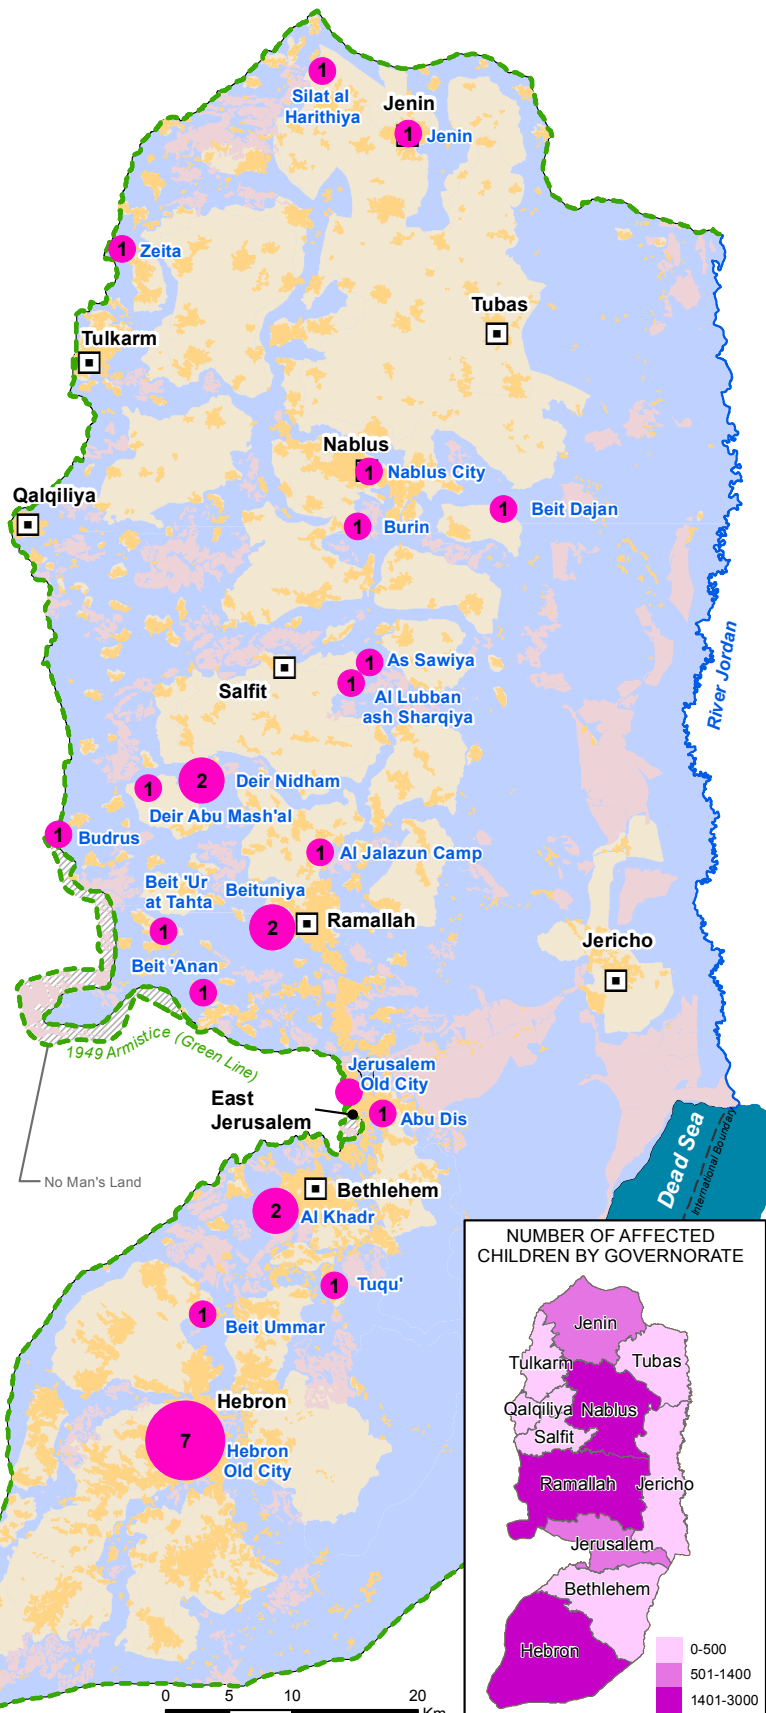 1
Silat al
Harithiya
Jenin
1
Jenin
1
Zeita
Tubas
Tulkarm
Nablus
1
Nablus City
Qalqiliya
1
Beit Dajan
1
Burin
1
As Sawiya
Salfit
1
Al Lubban
ash Sharqiya
River Jordan
2
Deir Nidham
1
Deir Abu Mash'al
1
Budrus
1
Al Jalazun Camp
Beit 'Ur
at Tahta
Beituniya
1
2
Ramallah
Jericho
Beit 'Anan
1
1949 Armistice (Green Line)
Jerusalem
Old City
East
Jerusalem
1
Abu Dis
Dead Sea
International Boundary
No Man's Land
Bethlehem
2
Al Khadr
1
Tuqu'
1
Beit Ummar
Hebron
7
Hebron
Old City
0
5
10
20
Km
NUMBER OF AFFECTED
CHILDREN BY GOVERNORATE
Jenin
Tulkarm
Tubas
Qalqiliya
Nablus
Salfit
Ramallah
Jericho
Jerusalem
Bethlehem
Hebron
0-500
501-1400
1401-3000